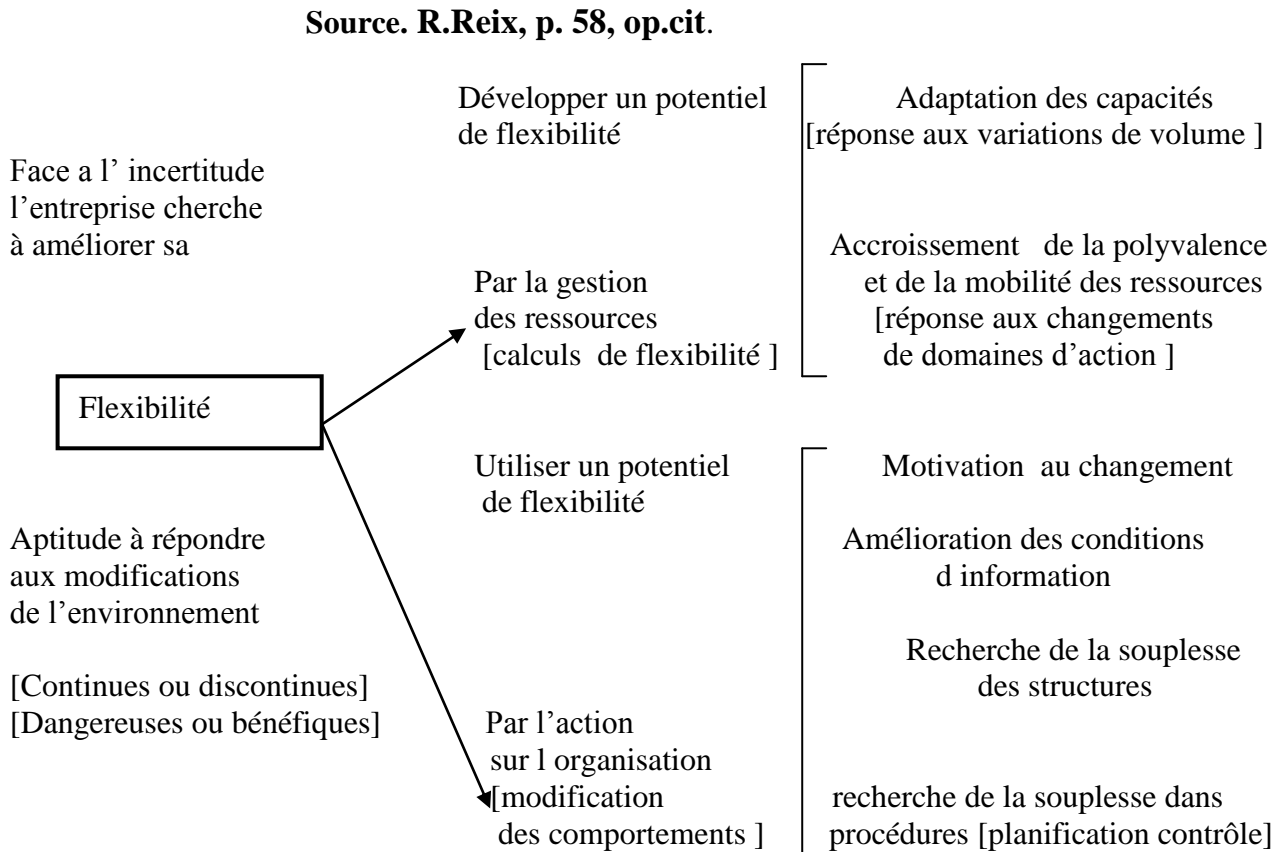 Source. R.Reix, p. 58, op.cit.
Face a l’ incertitude
l’entreprise cherche
à améliorer sa
Flexibilité
Aptitude à répondre
aux modifications
de l’environnement
[Continues ou discontinues]
[Dangereuses ou bénéfiques]
Développer un potentiel
de flexibilité
Par la gestion
des ressources
[calculs de flexibilité ]
Adaptation des capacités
[réponse aux variations de volume ]
Accroissement de la polyvalence
et de la mobilité des ressources
[réponse aux changements
de domaines d’action ]
Utiliser un potentiel
de flexibilité
Par l’action
sur l organisation
[modification
des comportements ]
Motivation au changement
Amélioration des conditions
d information
Recherche de la souplesse
des structures
recherche de la souplesse dans
procédures [planification contrôle]